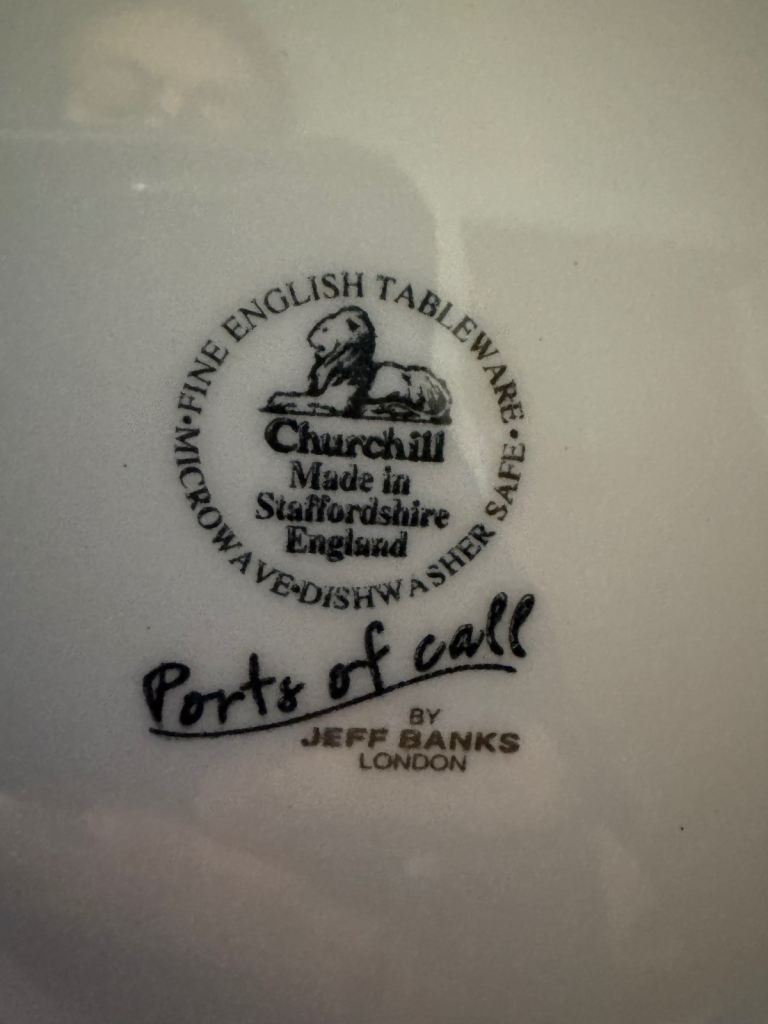 ·FINE ENGLISH TABLEWARE·
Churchill
Made in
Staffordshire
England
MICROWAVE·DISHWASHER SAFE
Ports of call
BY
JEFF BANKS
LONDON